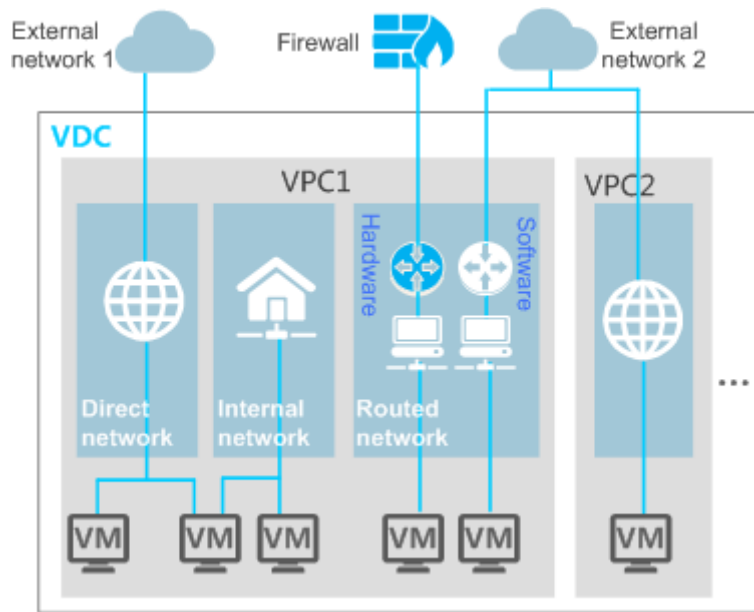 External
network 1
Firewall
External
network 2
VDC
VPC1
VPC2
Hardware
Software
Direct
network
Internal
network
Routed
network
...
VM
VM
VM
VM
VM
VM